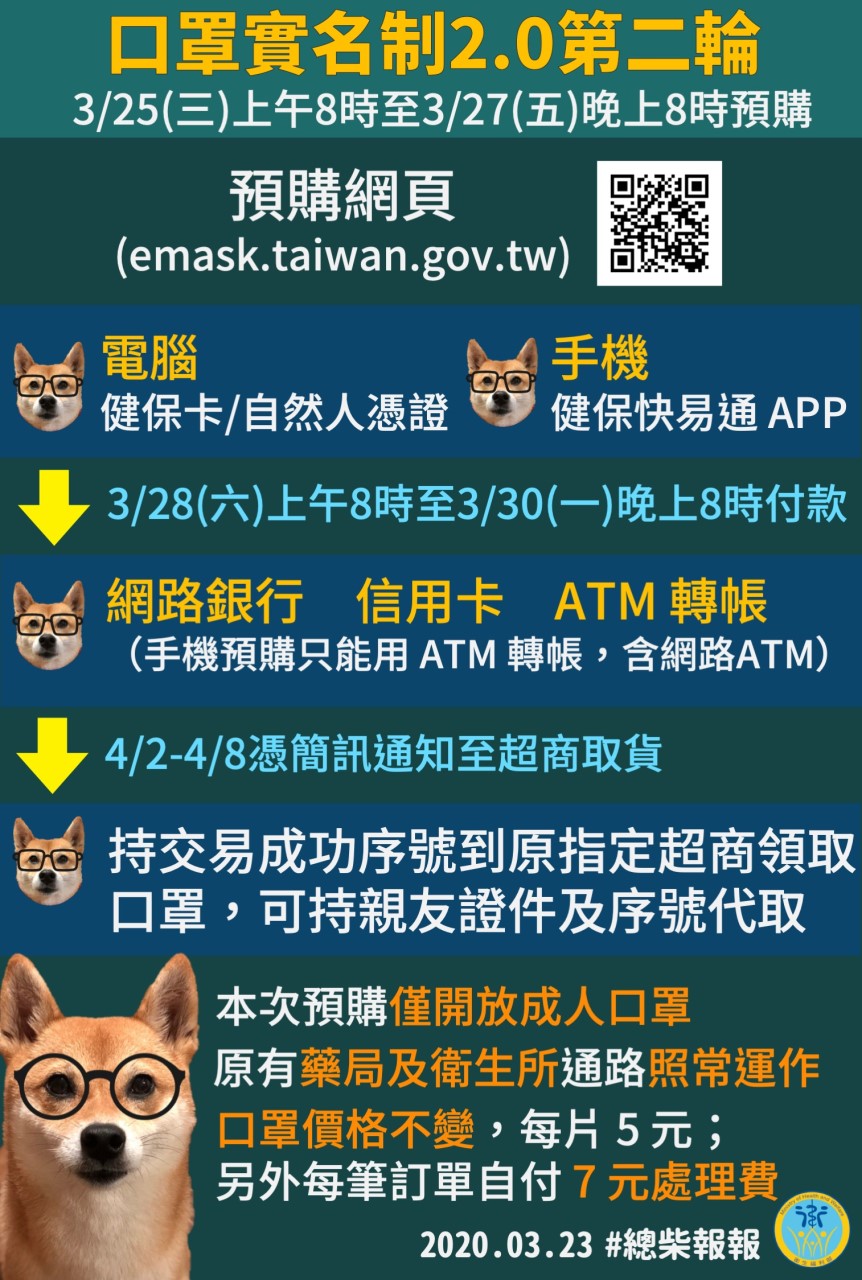 口罩實名制2.0第二輪
3/25(三)上午8時至3/27(五)晚上8時預購
預購網頁
(emask.taiwan.gov.tw)
電腦
健保卡/自然人憑證
手機
健保快易通 APP
3/28(六)上午8時至3/30(一)晚上8時付款
網路銀行 信用卡 ATM 轉帳
（手機預購只能用 ATM 轉帳，含網路ATM）
4/2-4/8憑簡訊通知至超商取貨
持交易成功序號到原指定超商領取
口罩，可持親友證件及序號代取
本次預購僅開放成人口罩
原有藥局及衛生所通路照常運作
口罩價格不變，每片 5 元；
另外每筆訂單自付 7 元處理費
2020.03.23 #總柴報報